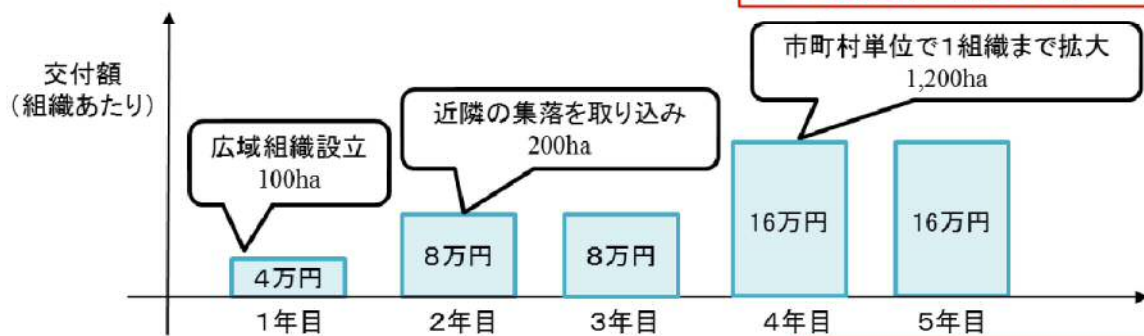 交付額
（組織あたり）
広域組織設立
100ha
近隣の集落を取り込み
200ha
市町村単位で１組織まで拡大
1,200ha
４万円
８万円
８万円
16万円
16万円
１年目
２年目
３年目
４年目
５年目